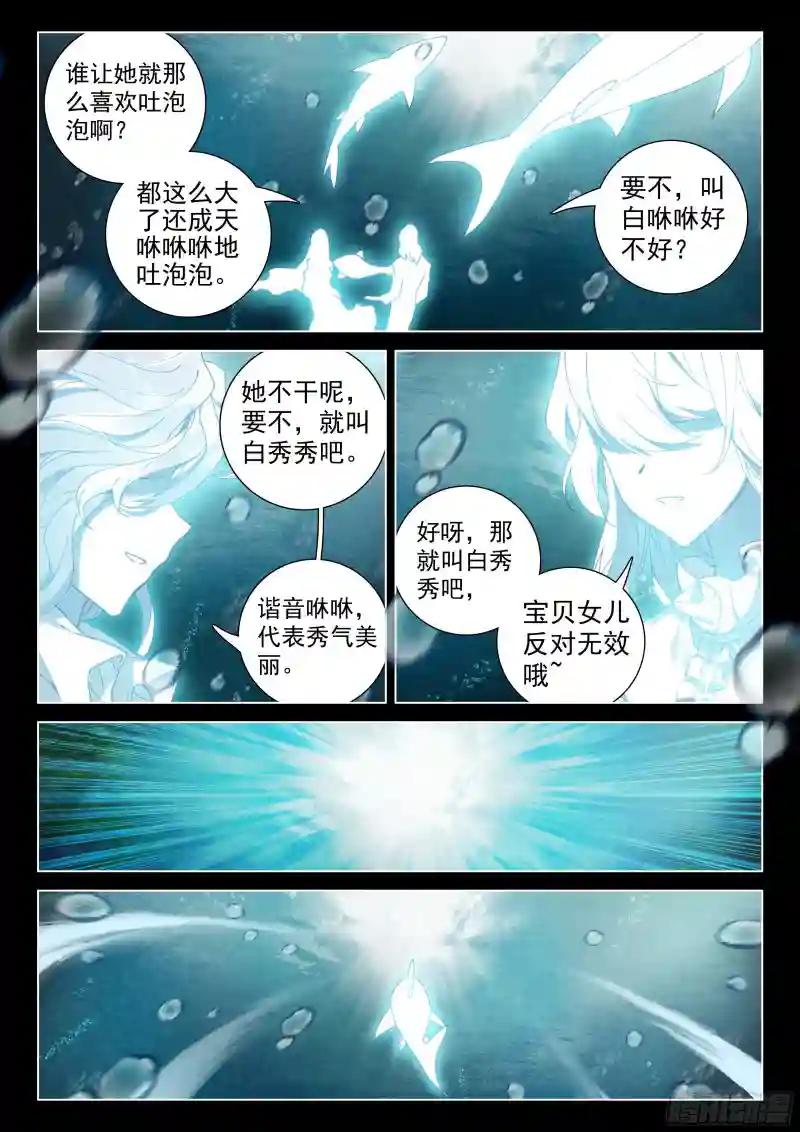 谁让她就那
么喜欢吐泡
泡啊？
都这么大
了还成天
咻咻咻地
吐泡泡。
要不，叫
白咻咻好
不好？
她不干呢，
要不，就叫
白秀秀吧。
谐音咻咻，
代表秀气美
丽。
好呀，那
就叫白秀
秀吧，
宝贝女儿
反对无效
哦~